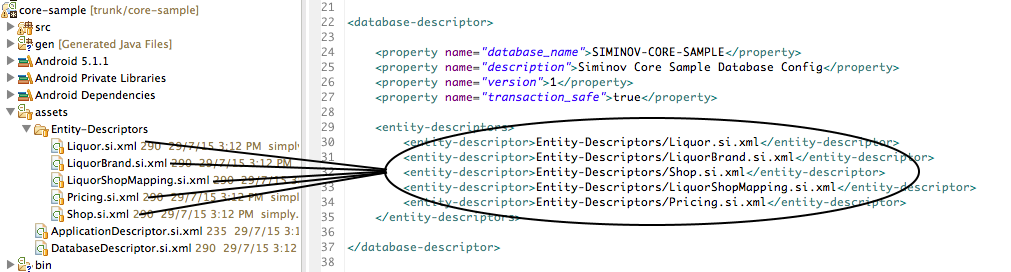 core-sample [trunk/core-sample]
src
gen [Generated Java Files]
Android 5.1.1
Android Private Libraries
Android Dependencies
assets
Entity-Descriptors
Liquor.si.xml 290 29/7/15 3:12 PM simply
LiquorBrand.si.xml 290 29/7/15 3:12 PM
LiquorShopMapping.si.xml 290 29/7/15
Pricing.si.xml 290 29/7/15 3:12 PM simply
Shop.si.xml 290 29/7/15 3:12 PM simply.
ApplicationDescriptor.si.xml 235 29/7/15
DatabaseDescriptor.si.xml 290 29/7/15 3
bin
21
22 <database-descriptor>
23
24 <property name="database_name">SIMINOV-CORE-SAMPLE</property>
25 <property name="description">Siminov Core Sample Database Config</property>
26 <property name="version">1</property>
27 <property name="transaction_safe">true</property>
28
29 <entity-descriptors>
30 <entity-descriptor>Entity-Descriptors/Liquor.si.xml</entity-descriptor>
31 <entity-descriptor>Entity-Descriptors/LiquorBrand.si.xml</entity-descriptor>
32 <entity-descriptor>Entity-Descriptors/Shop.si.xml</entity-descriptor>
33 <entity-descriptor>Entity-Descriptors/LiquorShopMapping.si.xml</entity-descriptor>
34 <entity-descriptor>Entity-Descriptors/Pricing.si.xml</entity-descriptor>
35 </entity-descriptors>
36
37 </database-descriptor>
38